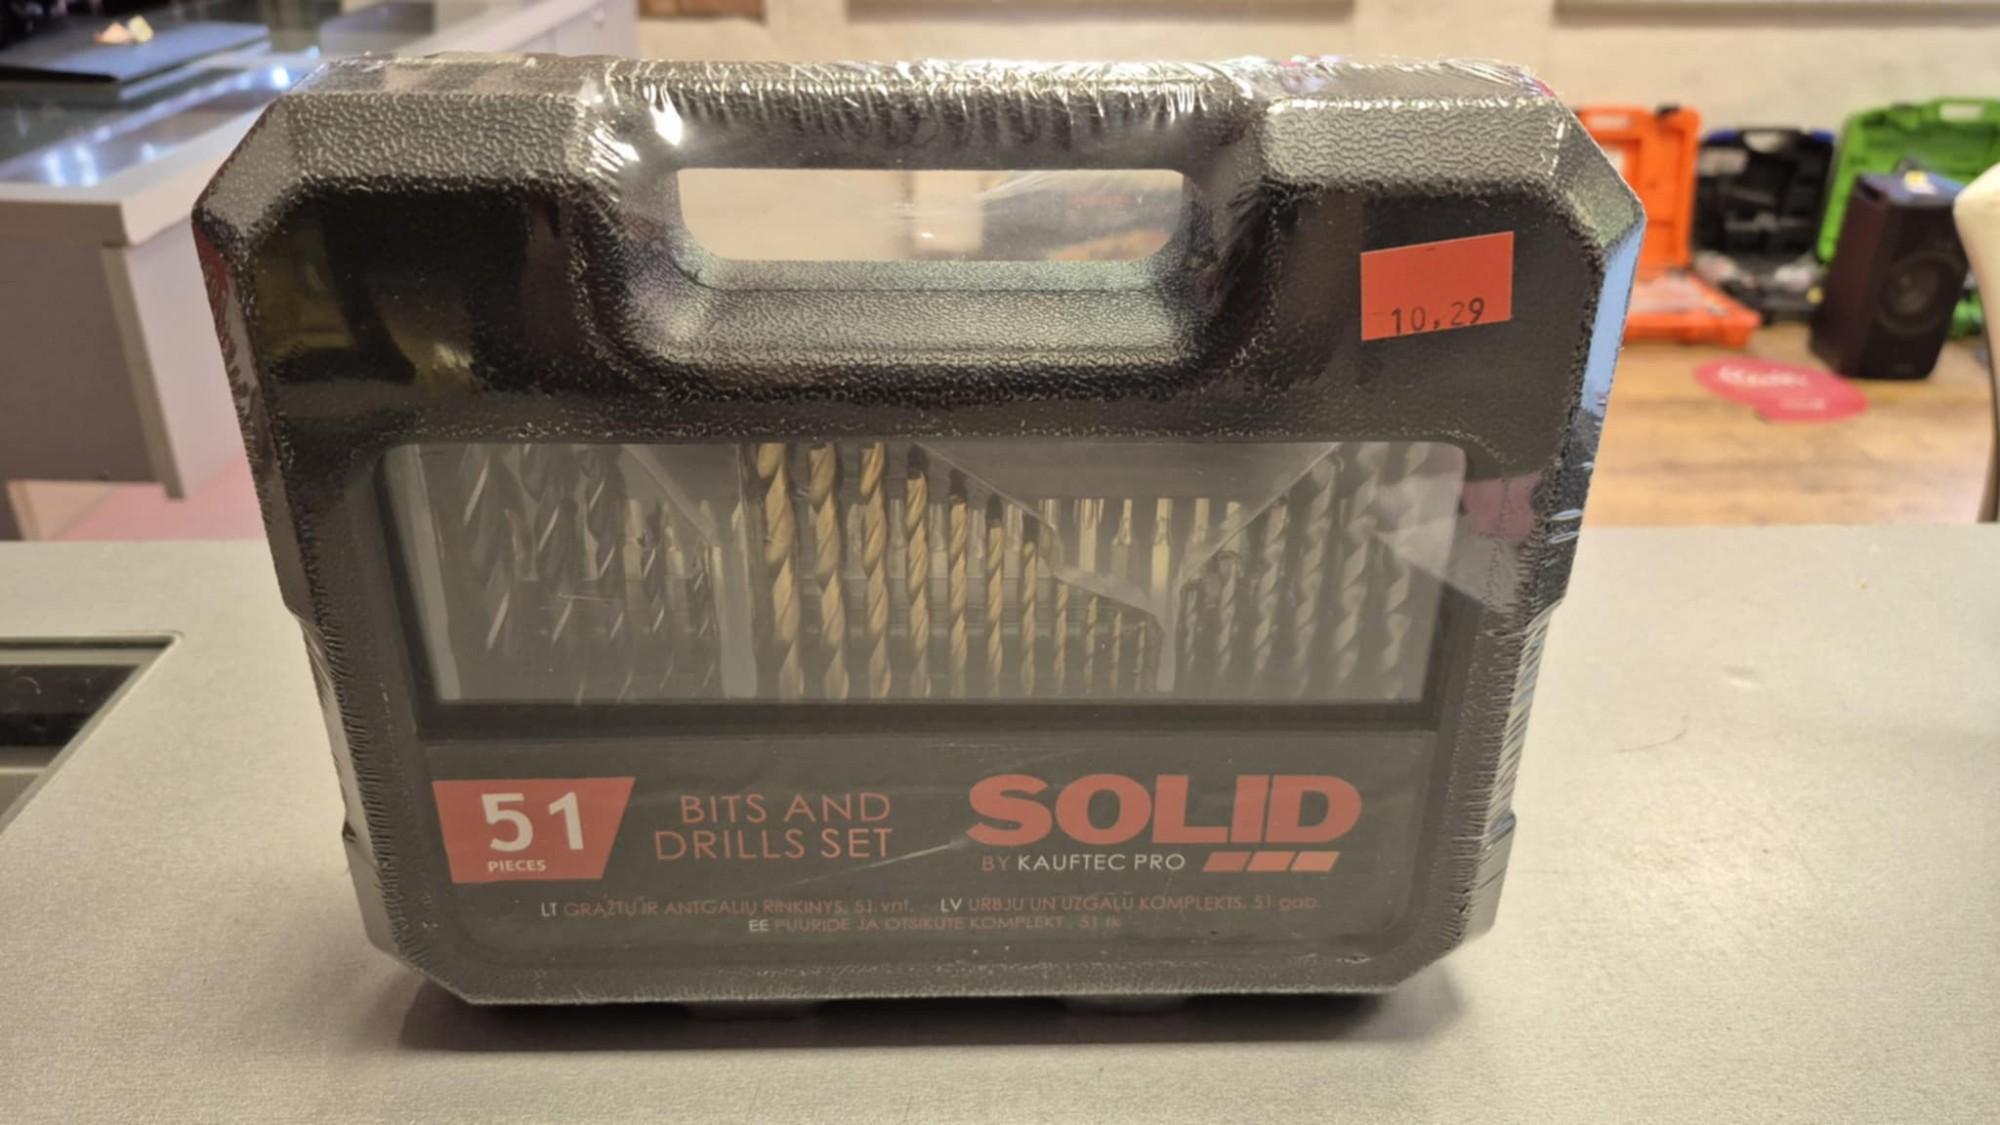 10.29
51
PIECES
BITS AND
DRILLS SET
SOLID
BY KAUFTEC PRO
LT GRĄŽTŲ IR ANTGALIŲ RINKINYS, 51 vnt. LV URBJU UN UZGAĻU KOMPLEKTS, 51 gab.
EE PUURIDE JA OTSIKUTE KOMPLEKT, 51 tk